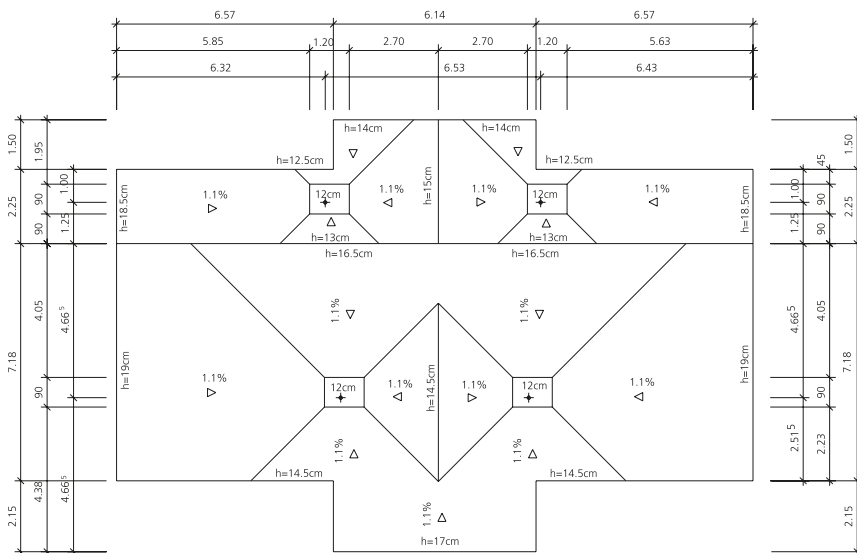 6.57 6.14 6.57
5.85 1.20 2.70 2.70 1.20 5.63
6.32 6.53 6.43
h=14cm h=14cm
1.50 1.95 45 1.50
h=12.5cm h=12.5cm
h=15cm
1.00 1.00
2.25 90 1.1% 12cm 1.1% 1.1% 12cm 1.1% 90 2.25
h=18.5cm h=18.5cm
90 1.25 1.25 90
h=13cm h=13cm
h=16.5cm h=16.5cm
4.05 4.66⁵ 1.1% 1.1% 4.66⁵ 4.05
7.18 7.18
h=19cm h=19cm
1.1% 12cm 1.1% 1.1% 12cm 1.1%
90 h=14.5cm 90
1.1% 1.1%
2.51⁵ 2.23
h=14.5cm h=14.5cm
4.38 4.66⁵
2.15 1.1% 2.15
h=17cm